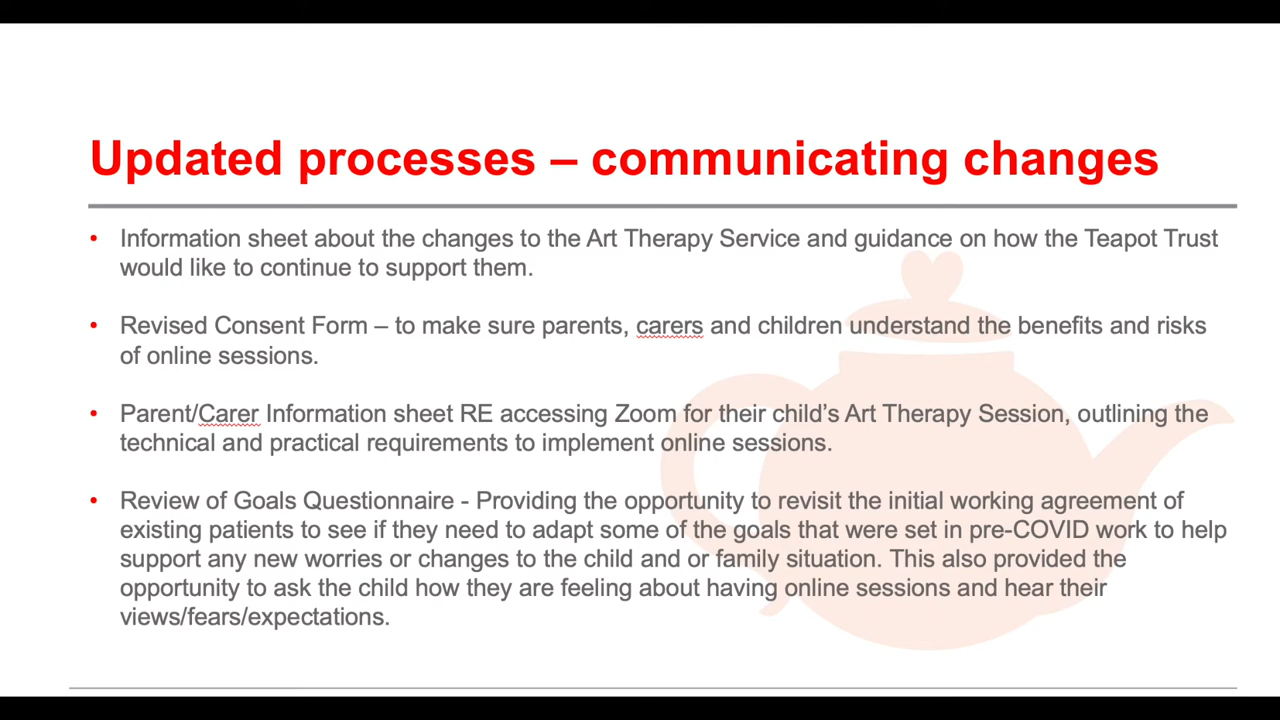 Updated processes – communicating changes
• Information sheet about the changes to the Art Therapy Service and guidance on how the Teapot Trust
would like to continue to support them.
• Revised Consent Form – to make sure parents, carers and children understand the benefits and risks
of online sessions.
• Parent/Carer Information sheet RE accessing Zoom for their child’s Art Therapy Session, outlining the
technical and practical requirements to implement online sessions.
• Review of Goals Questionnaire - Providing the opportunity to revisit the initial working agreement of
existing patients to see if they need to adapt some of the goals that were set in pre-COVID work to help
support any new worries or changes to the child and or family situation. This also provided the
opportunity to ask the child how they are feeling about having online sessions and hear their
views/fears/expectations.